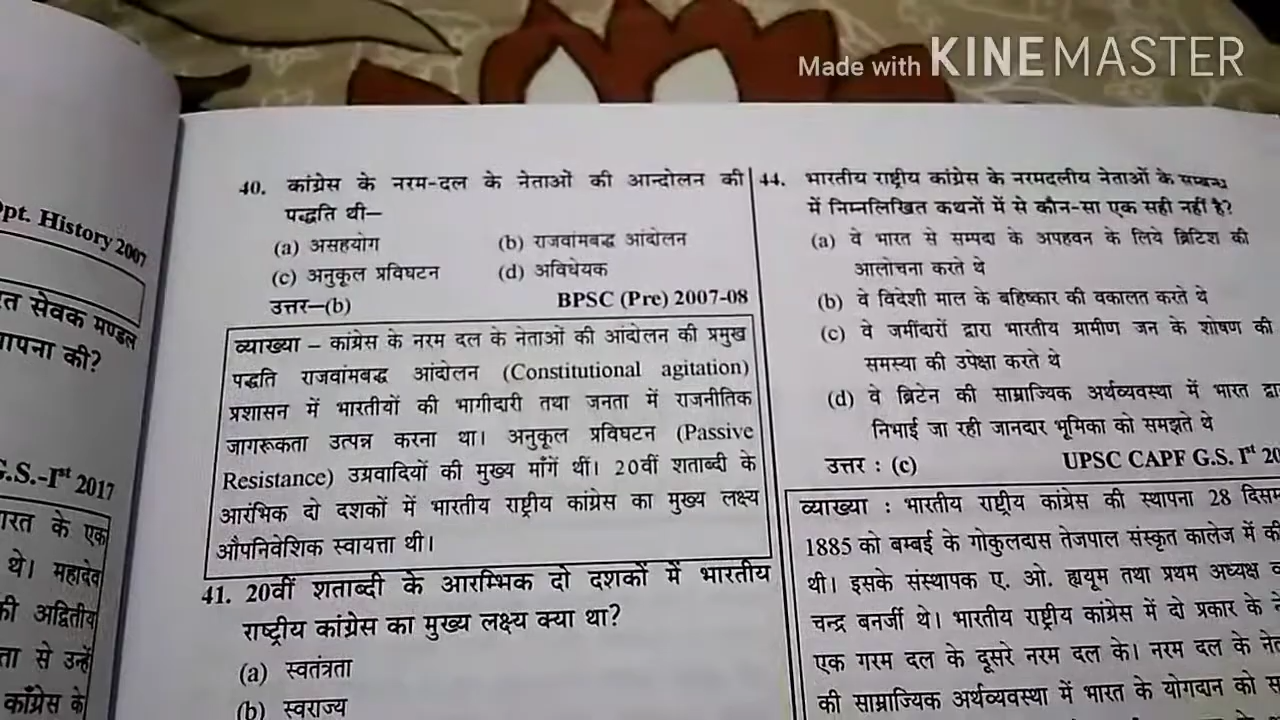 Made with KINEMASTER
pt. History 2007
त सेवक मण्डल
पना की?
G.S.-Iˢᵗ 2017
रत के एक
थे। महादेव
की अद्वितीय
ता से उन्हें
काँग्रेस के
40. कांग्रेस के नरम-दल के नेताओं की आन्दोलन की
पद्धति थी—
(a) असहयोग (b) राजवांमबद्ध आंदोलन
(c) अनुकूल प्रविघटन (d) अविधेयक
उत्तर—(b) BPSC (Pre) 2007-08
व्याख्या – कांग्रेस के नरम दल के नेताओं की आंदोलन की प्रमुख
पद्धति राजवांमबद्ध आंदोलन (Constitutional agitation)
प्रशासन में भारतीयों की भागीदारी तथा जनता में राजनीतिक
जागरूकता उत्पन्न करना था। अनुकूल प्रविघटन (Passive
Resistance) उग्रवादियों की मुख्य माँगें थीं। 20वीं शताब्दी के
आरंभिक दो दशकों में भारतीय राष्ट्रीय कांग्रेस का मुख्य लक्ष्य
औपनिवेशिक स्वायत्ता थी।
41. 20वीं शताब्दी के आरम्भिक दो दशकों में भारतीय
राष्ट्रीय कांग्रेस का मुख्य लक्ष्य क्या था?
(a) स्वतंत्रता
(b) स्वराज्य
44. भारतीय राष्ट्रीय कांग्रेस के नरमदलीय नेताओं के सम्बन्ध
में निम्नलिखित कथनों में से कौन-सा एक सही नहीं है?
(a) वे भारत से सम्पदा के अपहवन के लिये ब्रिटिश की
आलोचना करते थे
(b) वे विदेशी माल के बहिष्कार की वकालत करते थे
(c) वे जमींदारों द्वारा भारतीय ग्रामीण जन के शोषण की
समस्या की उपेक्षा करते थे
(d) वे ब्रिटेन की साम्राज्यिक अर्थव्यवस्था में भारत द्वा
निभाई जा रही जानदार भूमिका को समझते थे
उत्तर : (c) UPSC CAPF G.S. Iˢᵗ 20
व्याख्या : भारतीय राष्ट्रीय कांग्रेस की स्थापना 28 दिसम
1885 को बम्बई के गोकुलदास तेजपाल संस्कृत कालेज में की
थी। इसके संस्थापक ए. ओ. ह्ययूम तथा प्रथम अध्यक्ष व
चन्द्र बनर्जी थे। भारतीय राष्ट्रीय कांग्रेस में दो प्रकार के ने
एक गरम दल के दूसरे नरम दल के। नरम दल के नेत
की साम्राज्यिक अर्थव्यवस्था में भारत के योगदान को स